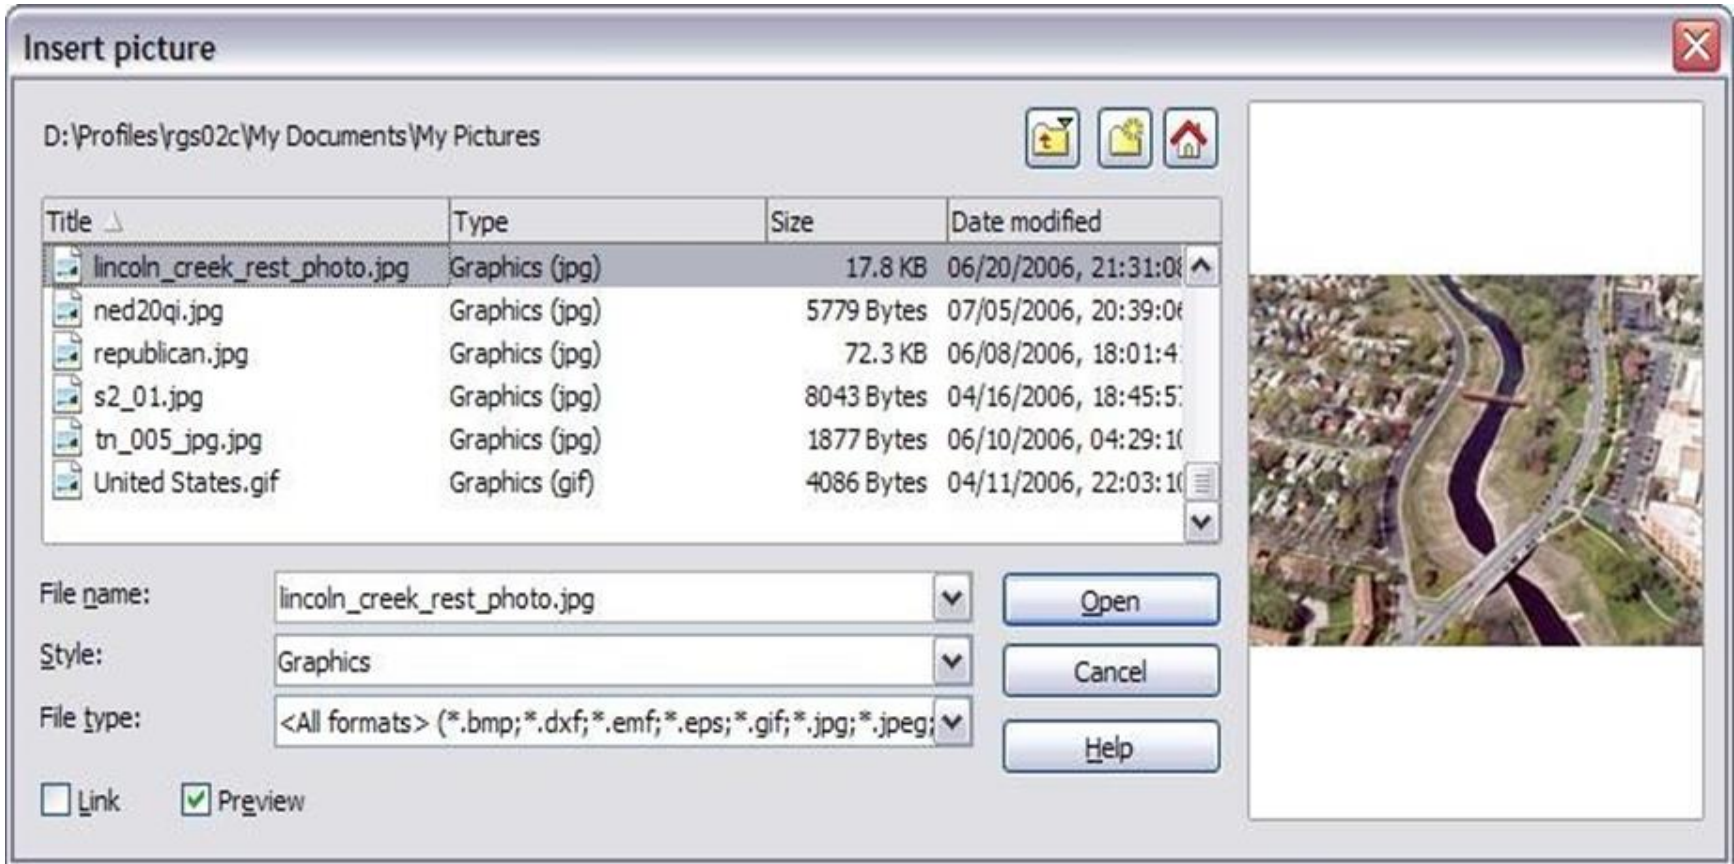 Insert picture
D:\Profiles\rgs02c\My Documents\My Pictures
Title Type Size Date modified
lincoln_creek_rest_photo.jpg Graphics (jpg) 17.8 KB 06/20/2006, 21:31:08
ned20qi.jpg Graphics (jpg) 5779 Bytes 07/05/2006, 20:39:06
republican.jpg Graphics (jpg) 72.3 KB 06/08/2006, 18:01:4
s2_01.jpg Graphics (jpg) 8043 Bytes 04/16/2006, 18:45:5
tn_005_jpg.jpg Graphics (jpg) 1877 Bytes 06/10/2006, 04:29:1
United States.gif Graphics (gif) 4086 Bytes 04/11/2006, 22:03:1
File name: lincoln_creek_rest_photo.jpg Open
Style: Graphics Cancel
File type: <All formats> (*.bmp;*.dxf;*.emf;*.eps;*.gif;*.jpg;*.jpeg; Help
Link Preview